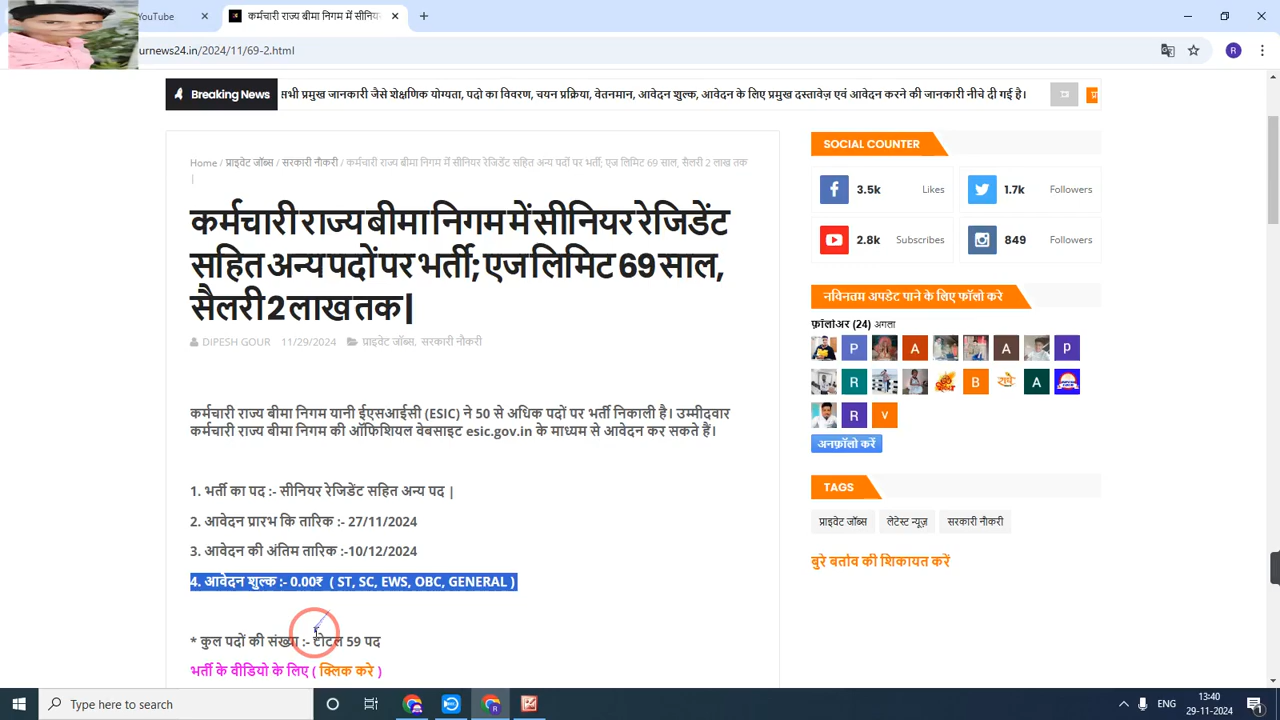 YouTube
कर्मचारी राज्य बीमा निगम में सीनिय
urnews24.in/2024/11/69-2.html
R
Breaking News
सभी प्रमुख जानकारी जैसे शेक्षणिक योग्यता, पदो का विवरण, चयन प्रक्रिया, वेतनमान, आवेदन शुल्क, आवेदन के लिए प्रमुख दस्तावेज़ एवं आवेदन करने की जानकारी नीचे दी गई है।
Home / प्राइवेट जॉब्स / सरकारी नौकरी / कर्मचारी राज्य बीमा निगम में सीनियर रेजिडेंट सहित अन्य पदों पर भर्ती; एज लिमिट 69 साल, सैलरी 2 लाख तक
|
कर्मचारी राज्य बीमा निगम में सीनियर रेजिडेंट
सहित अन्य पदों पर भर्ती; एज लिमिट 69 साल,
सैलरी 2 लाख तक |
DIPESH GOUR 11/29/2024 प्राइवेट जॉब्स, सरकारी नौकरी
कर्मचारी राज्य बीमा निगम यानी ईएसआईसी (ESIC) ने 50 से अधिक पदों पर भर्ती निकाली है। उम्मीदवार
कर्मचारी राज्य बीमा निगम की ऑफिशियल वेबसाइट esic.gov.in के माध्यम से आवेदन कर सकते हैं।
1. भर्ती का पद :- सीनियर रेजिडेंट सहित अन्य पद |
2. आवेदन प्रारभ कि तारिक :- 27/11/2024
3. आवेदन की अंतिम तारिक :-10/12/2024
4. आवेदन शुल्क :- 0.00₹ ( ST, SC, EWS, OBC, GENERAL )
* कुल पदों की संख्या :- टोटल 59 पद
भर्ती के वीडियो के लिए ( क्लिक करे )
SOCIAL COUNTER
3.5k Likes
1.7k Followers
2.8k Subscribes
849 Followers
नविनतम अपडेट पाने के लिए फॉलो करे
फ़ॉलोअर (24) अगला
P A A p
R B राधे A
R v
अनफ़ॉलो करें
TAGS
प्राइवेट जॉब्स लेटेस्ट न्यूज़ सरकारी नौकरी
बुरे बर्ताव की शिकायत करें
Type here to search
ENG
13:40
29-11-2024